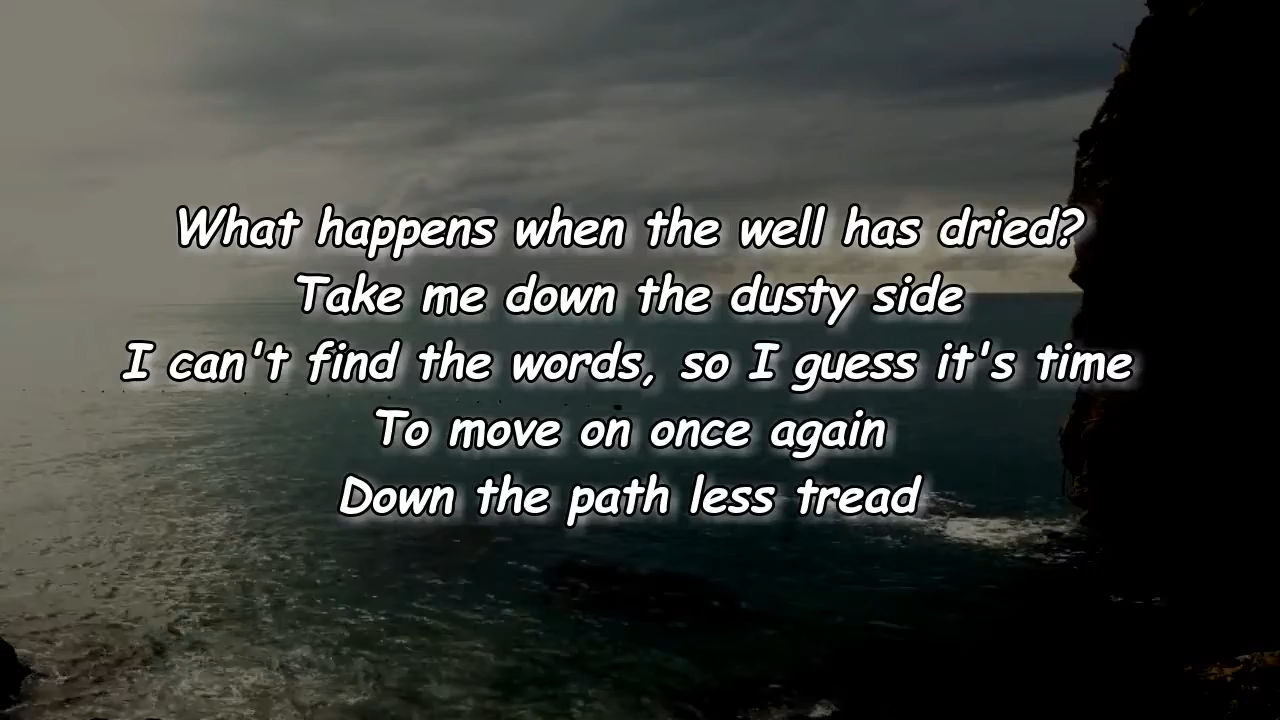 What happens when the well has dried?
Take me down the dusty side
I can't find the words, so I guess it's time
To move on once again
Down the path less tread